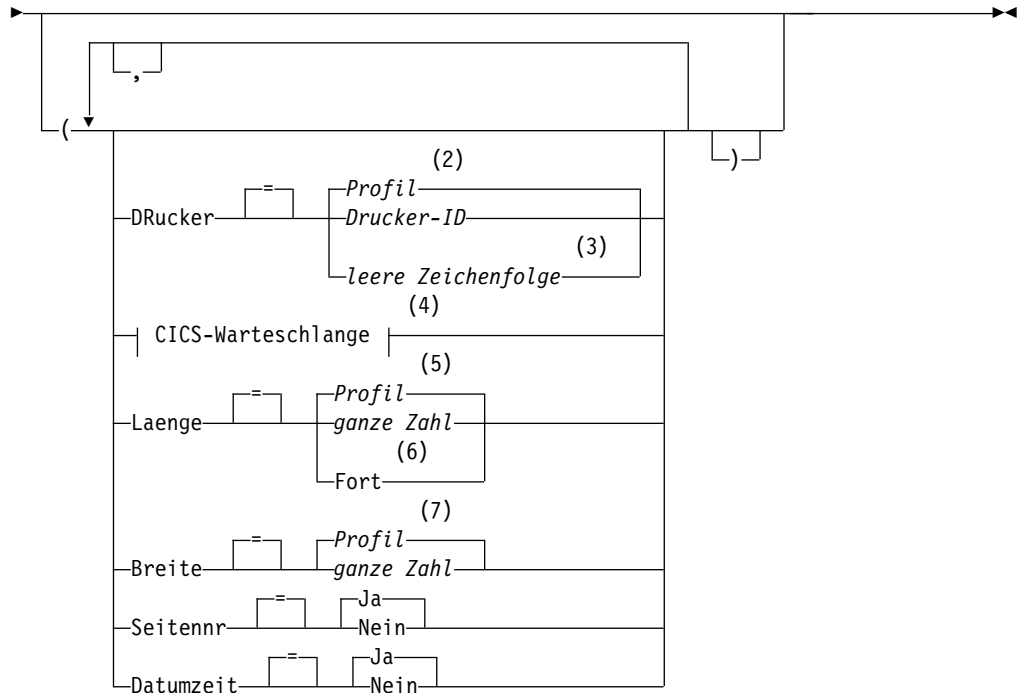 ,
(
)
(2)
DRucker = Profil
Drucker-ID
(3)
leere Zeichenfolge
(4)
CICS-Warteschlange
(5)
Laenge = Profil
ganze Zahl
(6)
Fort
(7)
Breite = Profil
ganze Zahl
Seitennr = Ja
Nein
Datumzeit = Ja
Nein